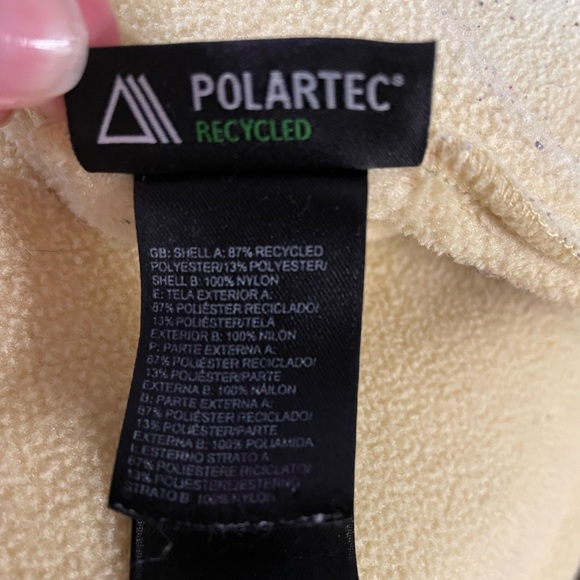 POLARTEC®
RECYCLED
GB: SHELL A: 87% RECYCLED
POLYESTER/13% POLYESTER/
SHELL B: 100% NYLON
E: TELA EXTERIOR A:
87% POLIÉSTER RECICLADO/
13% POLIÉSTER/TELA
EXTERIOR B: 100% NILÓN
P: PARTE EXTERNA A:
87% POLIÉSTER RECICLADO/
13% POLIÉSTER/PARTE
EXTERNA B: 100% NÁILON
B: PARTE EXTERNA A:
87% POLIÉSTER RECICLADO/
13% POLIÉSTER/PARTE
EXTERNA B: 100% POLIAMIDA
I: ESTERNO STRATO A:
87% POLIESTERE RICICLATO/
13% POLIESTERE/ESTERNO
STRATO B: 100% NYLON